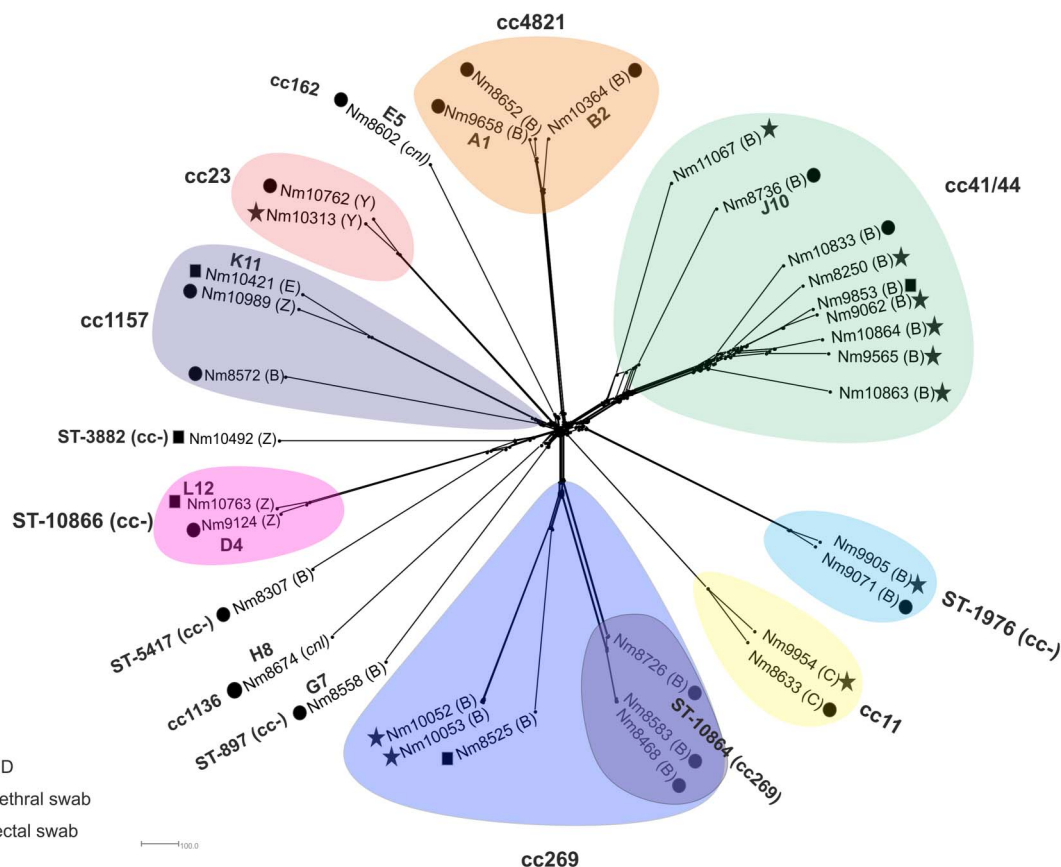 cc4821
cc162
Nm8602 (cnl)
E5
Nm8652 (B)
Nm9658 (B)
A1
Nm10364 (B)
B2
cc23
Nm10762 (Y)
Nm10313 (Y)
Nm11067 (B)
Nm8736 (B)
J10
cc41/44
Nm10833 (B)
Nm8250 (B)
Nm9853 (B)
Nm9062 (B)
Nm10864 (B)
Nm9565 (B)
Nm10863 (B)
K11
Nm10421 (E)
Nm10989 (Z)
cc1157
Nm8572 (B)
ST-3882 (cc-)
Nm10492 (Z)
L12
Nm10763 (Z)
ST-10866 (cc-)
Nm9124 (Z)
D4
ST-5417 (cc-)
Nm8307 (B)
H8
cc1136
Nm8674 (cnl)
G7
ST-897 (cc-)
Nm8558 (B)
Nm9905 (B)
Nm9071 (B)
ST-1976 (cc-)
Nm9954 (C)
Nm8633 (C)
cc11
Nm8726 (B)
ST-10864 (cc269)
Nm8583 (B)
Nm8468 (B)
Nm10052 (B)
Nm10053 (B)
Nm8525 (B)
cc269
D
ethral swab
ectal swab
100.0